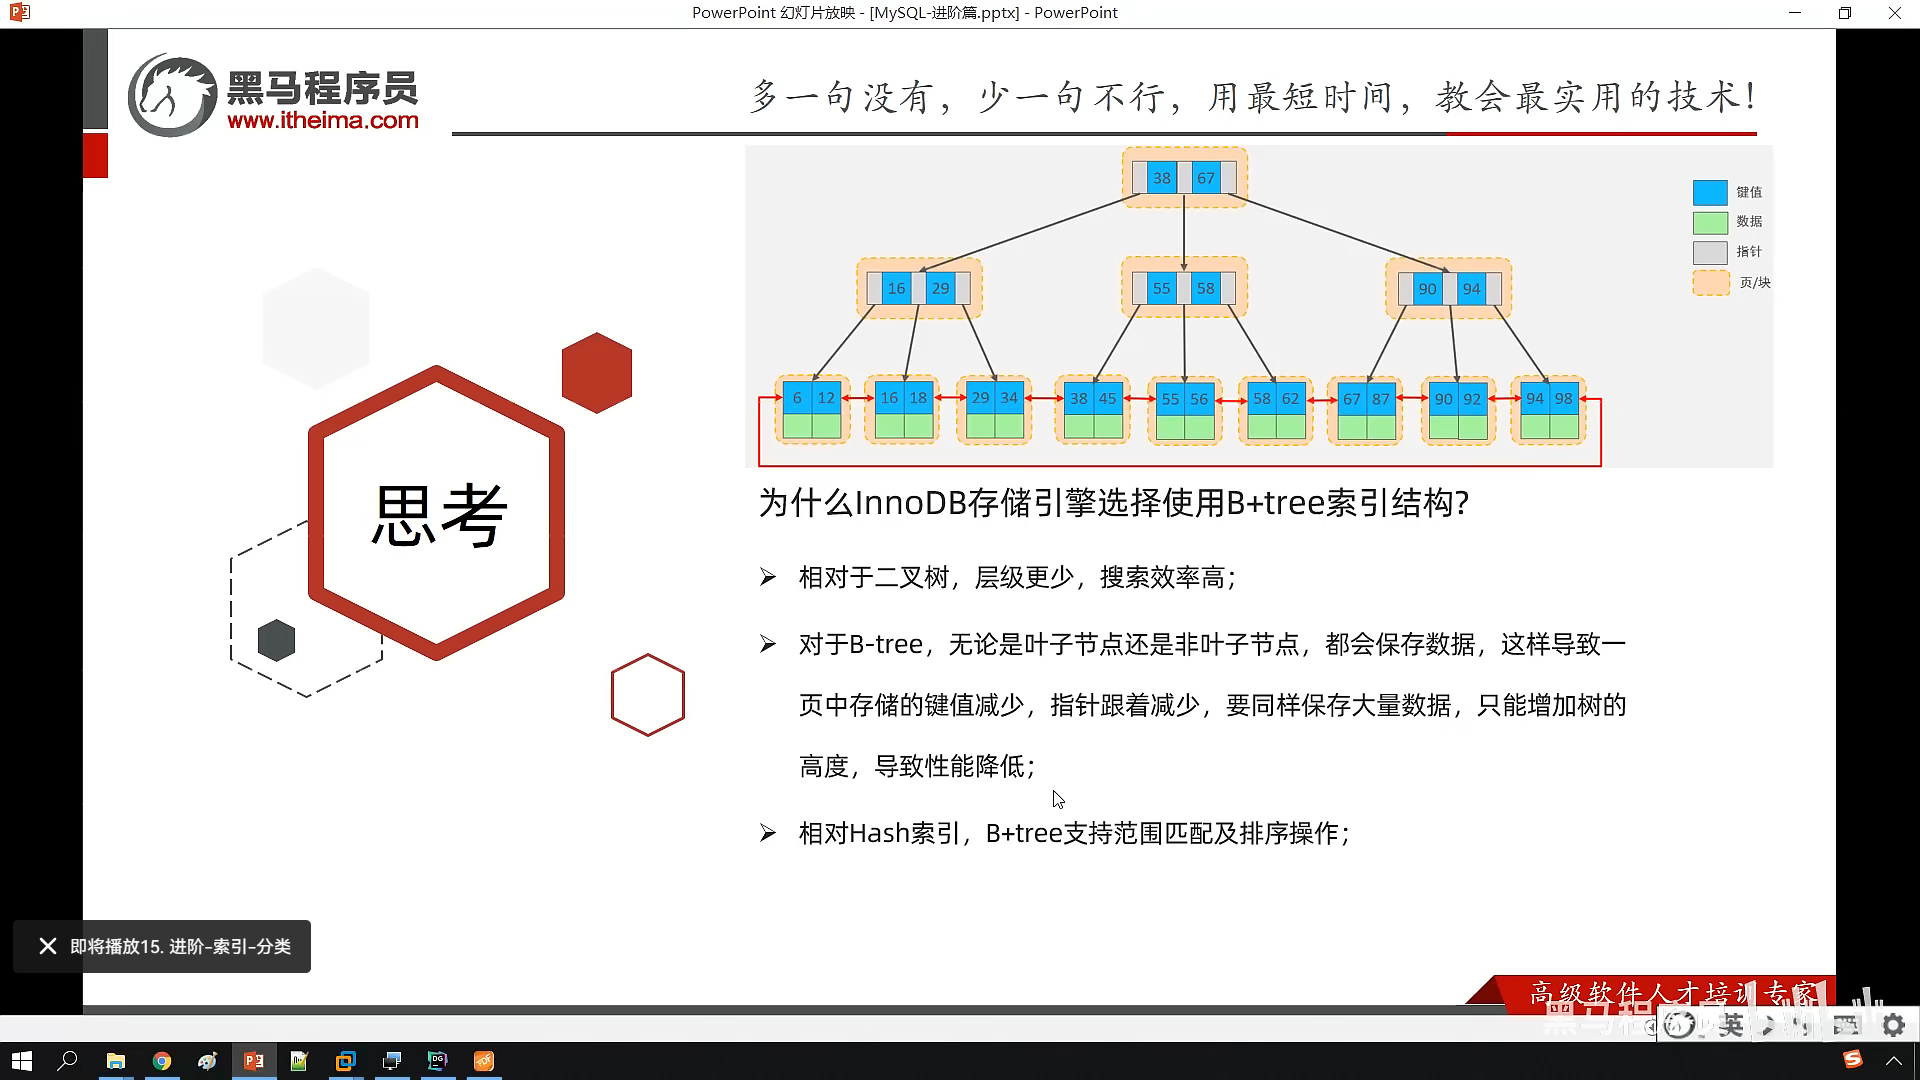 PowerPoint 幻灯片放映 - [MySQL-进阶篇.pptx] - PowerPoint
黑马程序员
www.itheima.com
多一句没有，少一句不行，用最短时间，教会最实用的技术！
38 67
键值
数据
指针
页/块
16 29 55 58 90 94
6 12 16 18 29 34 38 45 55 56 58 62 67 87 90 92 94 98
思考
为什么InnoDB存储引擎选择使用B+tree索引结构?
相对于二叉树，层级更少，搜索效率高；
对于B-tree，无论是叶子节点还是非叶子节点，都会保存数据，这样导致一
页中存储的键值减少，指针跟着减少，要同样保存大量数据，只能增加树的
高度，导致性能降低；
相对Hash索引，B+tree支持范围匹配及排序操作；
即将播放15. 进阶-索引-分类
高级软件人才培训专家
黑马程序员
英